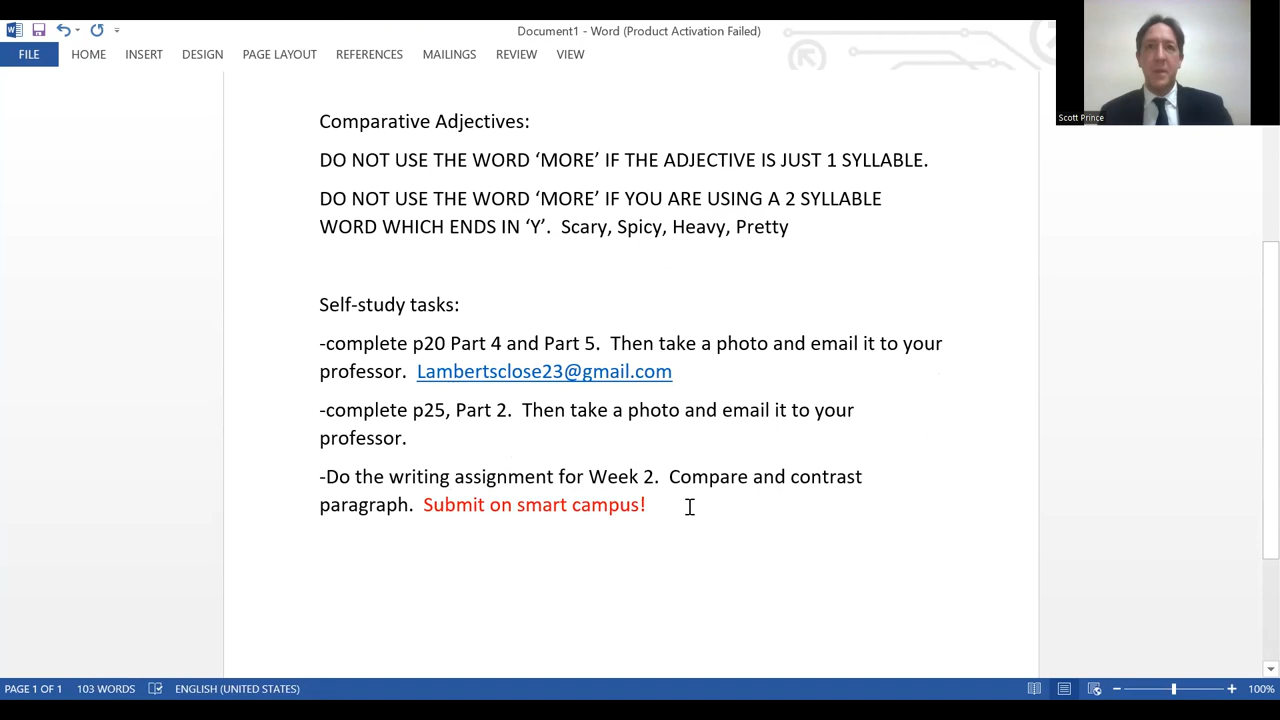 Document1 - Word (Product Activation Failed)
FILE HOME INSERT DESIGN PAGE LAYOUT REFERENCES MAILINGS REVIEW VIEW
Scott Prince
Comparative Adjectives:
DO NOT USE THE WORD ‘MORE’ IF THE ADJECTIVE IS JUST 1 SYLLABLE.
DO NOT USE THE WORD ‘MORE’ IF YOU ARE USING A 2 SYLLABLE
WORD WHICH ENDS IN ‘Y’.  Scary, Spicy, Heavy, Pretty
Self-study tasks:
-complete p20 Part 4 and Part 5.  Then take a photo and email it to your
professor.  Lambertsclose23@gmail.com
-complete p25, Part 2.  Then take a photo and email it to your
professor.
-Do the writing assignment for Week 2.  Compare and contrast
paragraph.  Submit on smart campus!
PAGE 1 OF 1 103 WORDS ENGLISH (UNITED STATES) 100%